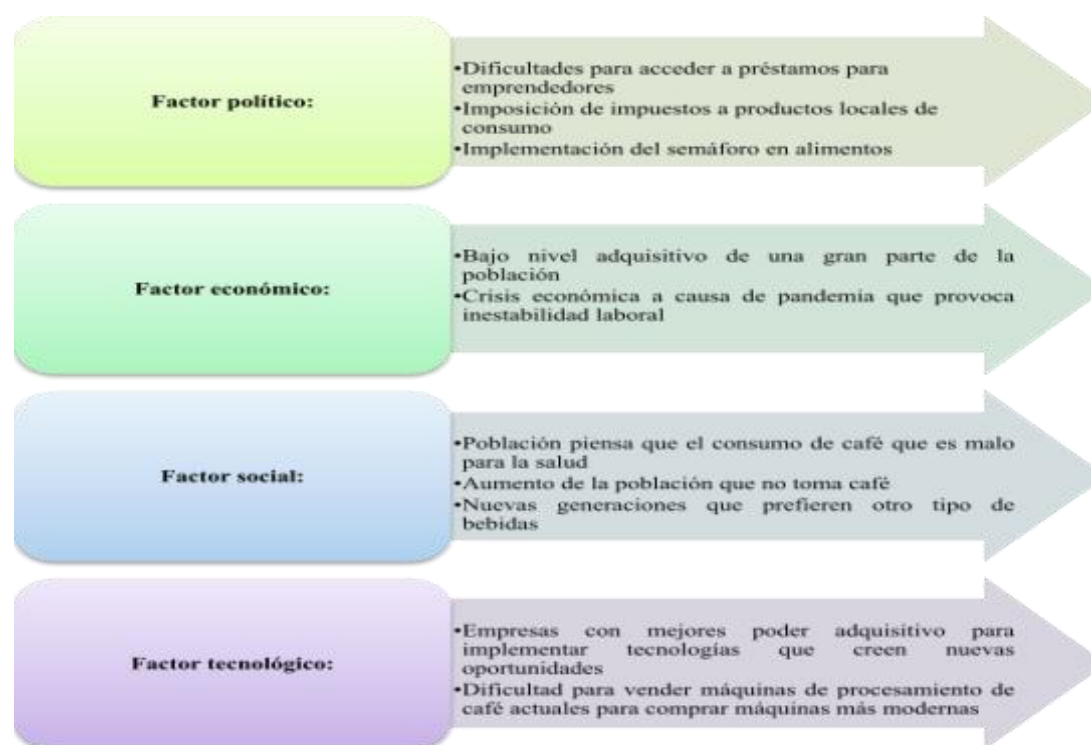 Factor político:
•Dificultades para acceder a préstamos para
emprendedores
•Imposición de impuestos a productos locales de
consumo
•Implementación del semáforo en alimentos
Factor económico:
•Bajo nivel adquisitivo de una gran parte de la
población
•Crisis económica a causa de pandemia que provoca
inestabilidad laboral
Factor social:
•Población piensa que el consumo de café que es malo
para la salud
•Aumento de la población que no toma café
•Nuevas generaciones que prefieren otro tipo de
bebidas
Factor tecnológico:
•Empresas con mejores poder adquisitivo para
implementar tecnologías que creen nuevas
oportunidades
•Dificultad para vender máquinas de procesamiento de
café actuales para comprar máquinas más modernas